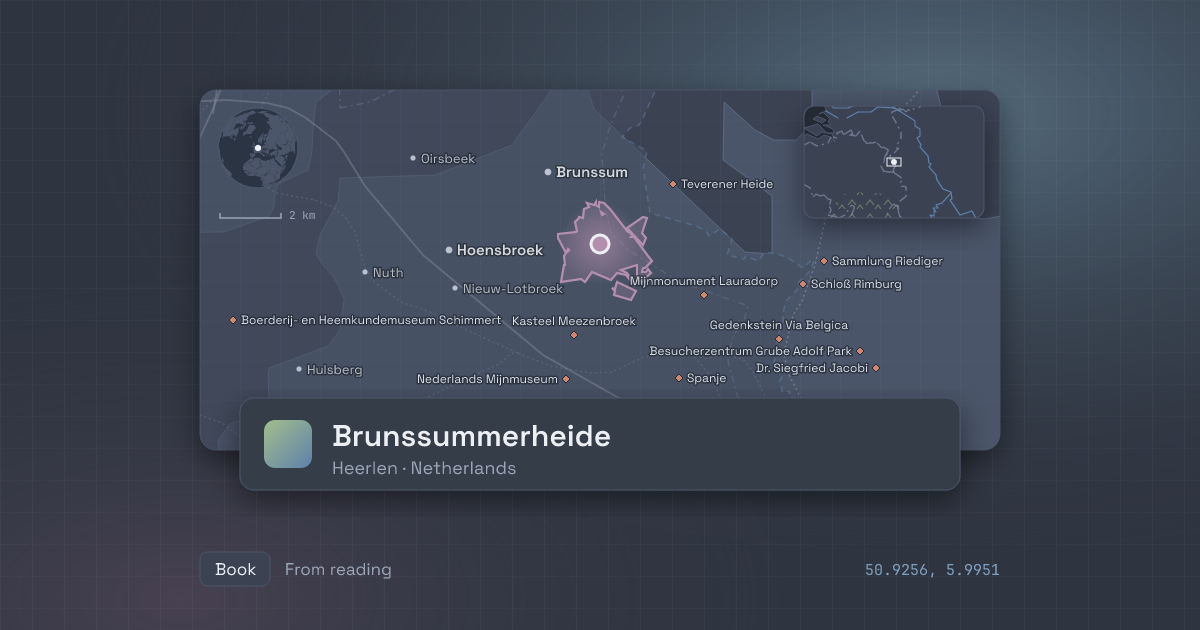 Oirsbeek
Brunssum
Teverener Heide
2 km
Hoensbroek
Sammlung Riediger
Nuth
Mijnmonument Lauradorp
Schloß Rimburg
Nieuw-Lotbroek
Boerderij- en Heemkundemuseum Schimmert
Kasteel Meezenbroek
Gedenkstein Via Belgica
Besucherzentrum Grube Adolf Park
Hulsberg
Dr. Siegfried Jacobi
Nederlands Mijnmuseum
Spanje
Brunssummerheide
Heerlen · Netherlands
Book
From reading
50.9256, 5.9951